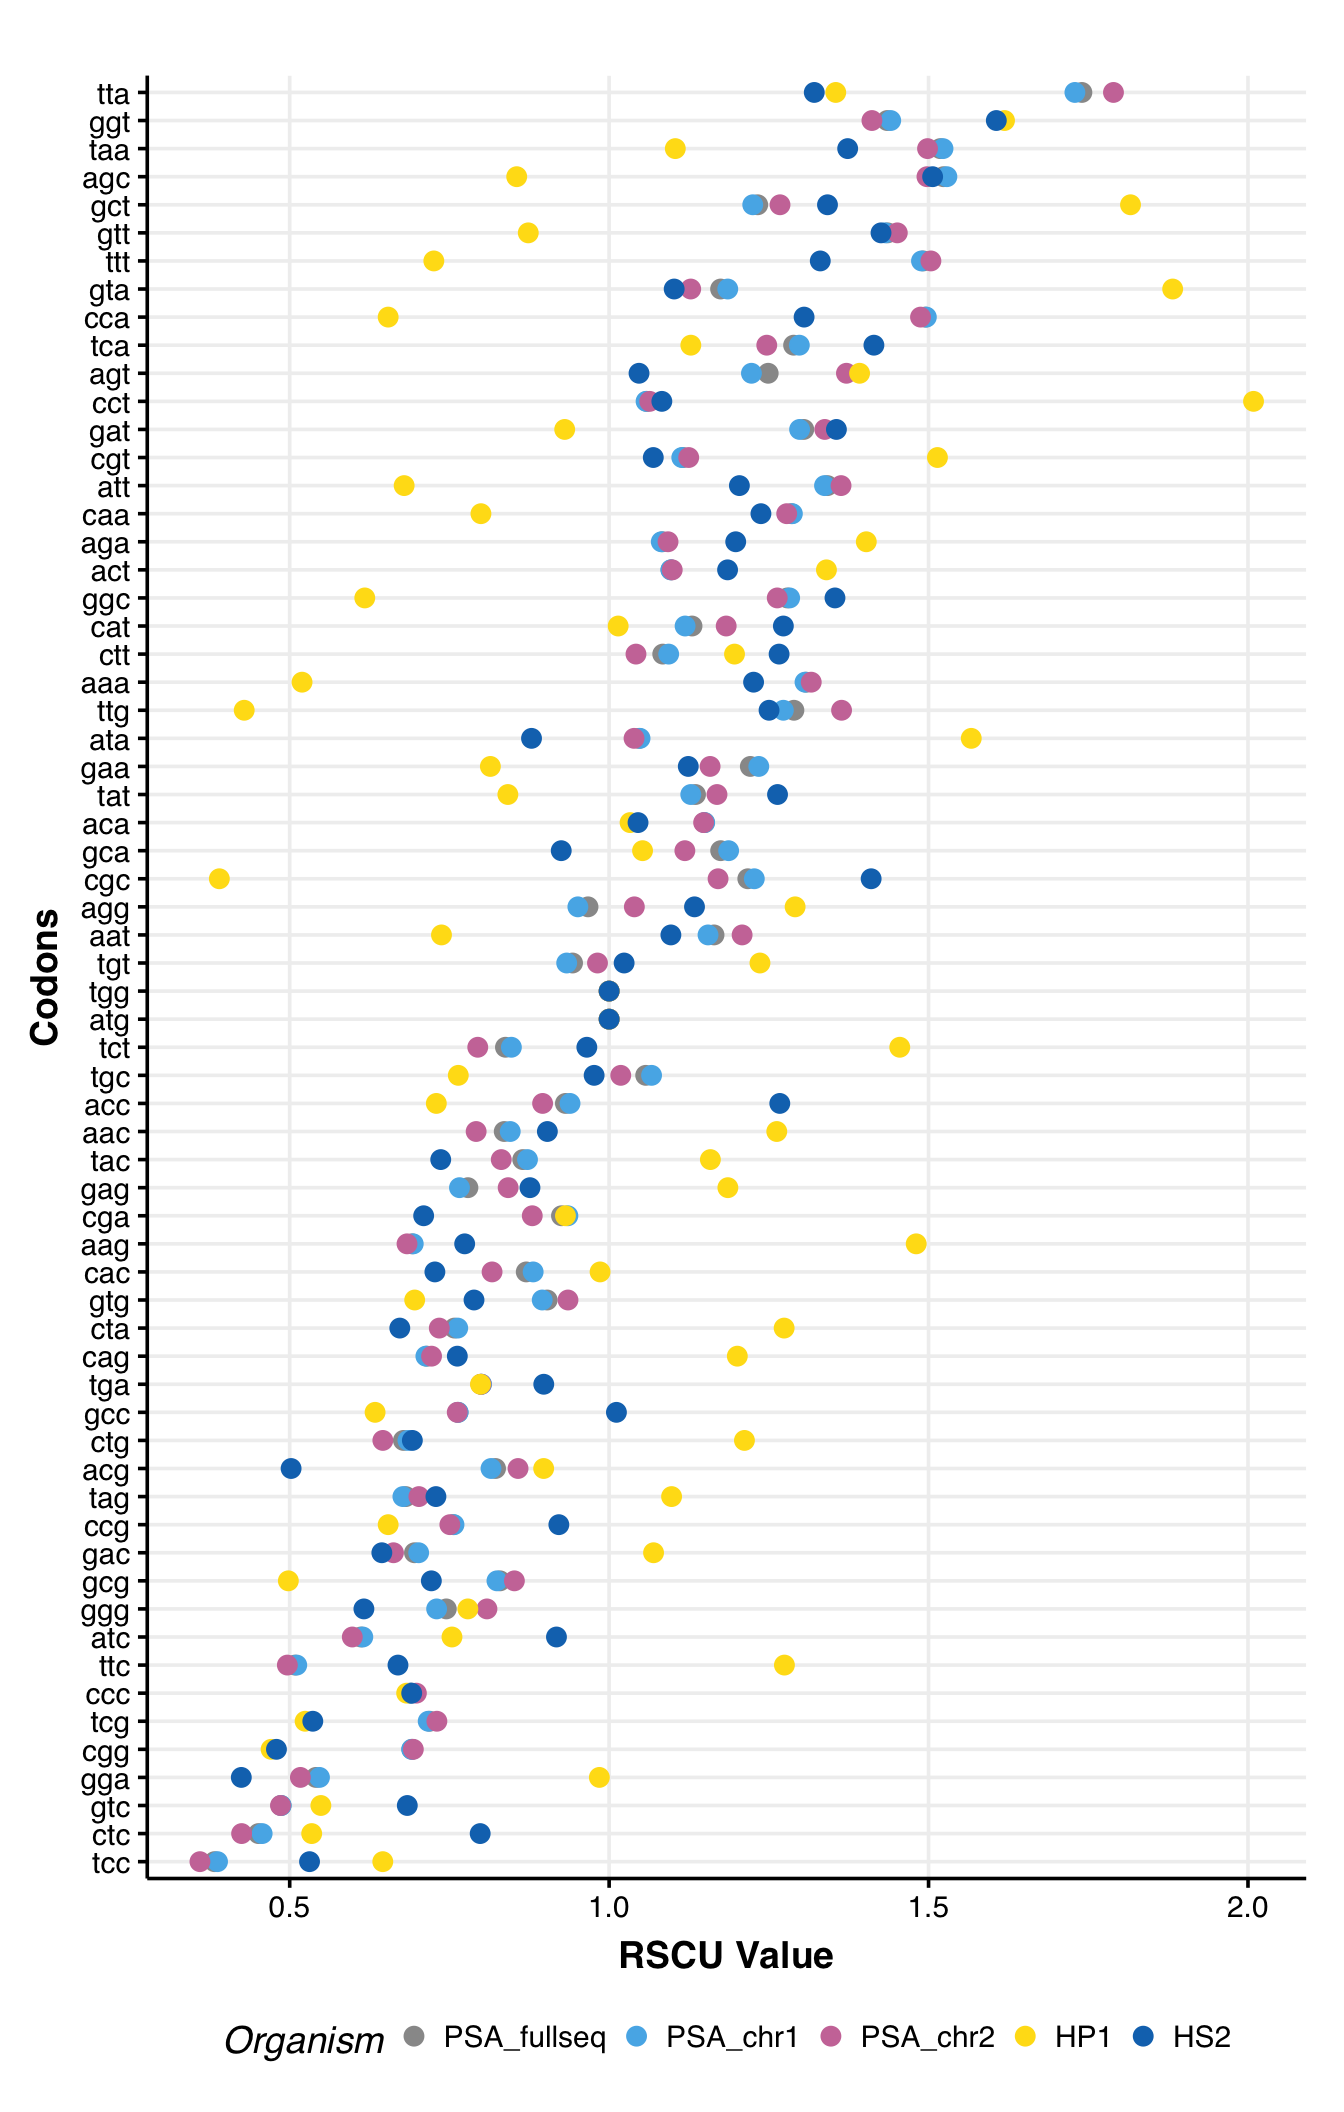 tta
ggt
taa
agc
gct
gtt
ttt
gta
cca
tca
agt
cct
gat
cgt
att
caa
aga
act
ggc
cat
ctt
aaa
ttg
ata
gaa
tat
aca
gca
cgc
agg
aat
tgt
tgg
atg
tct
tgc
acc
aac
tac
gag
cga
aag
cac
gtg
cta
cag
tga
gcc
ctg
acg
tag
ccg
gac
gcg
ggg
atc
ttc
ccc
tcg
cgg
gga
gtc
ctc
tcc
Codons
0.5 1.0 1.5 2.0
RSCU Value
Organism PSA_fullseq PSA_chr1 PSA_chr2 HP1 HS2